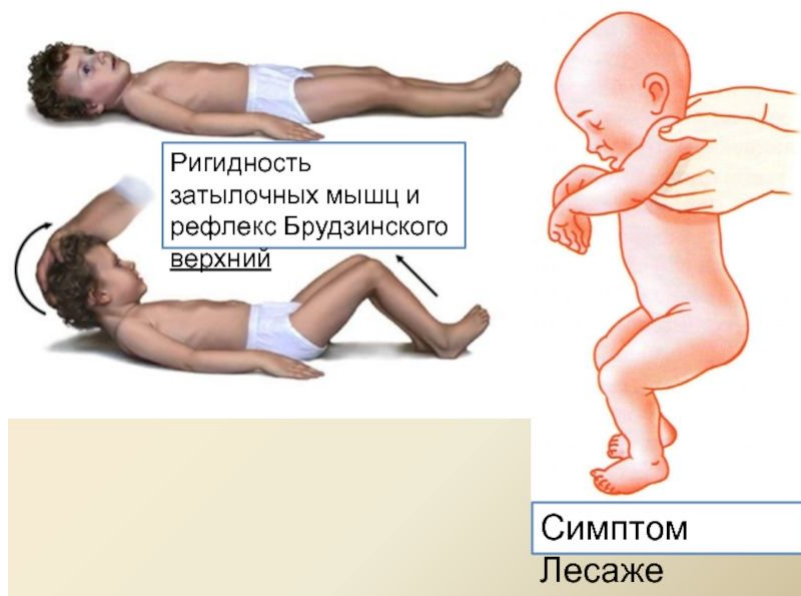 Ригидность
затылочных мышц и
рефлекс Брудзинского
верхний
Симптом
Лесаже